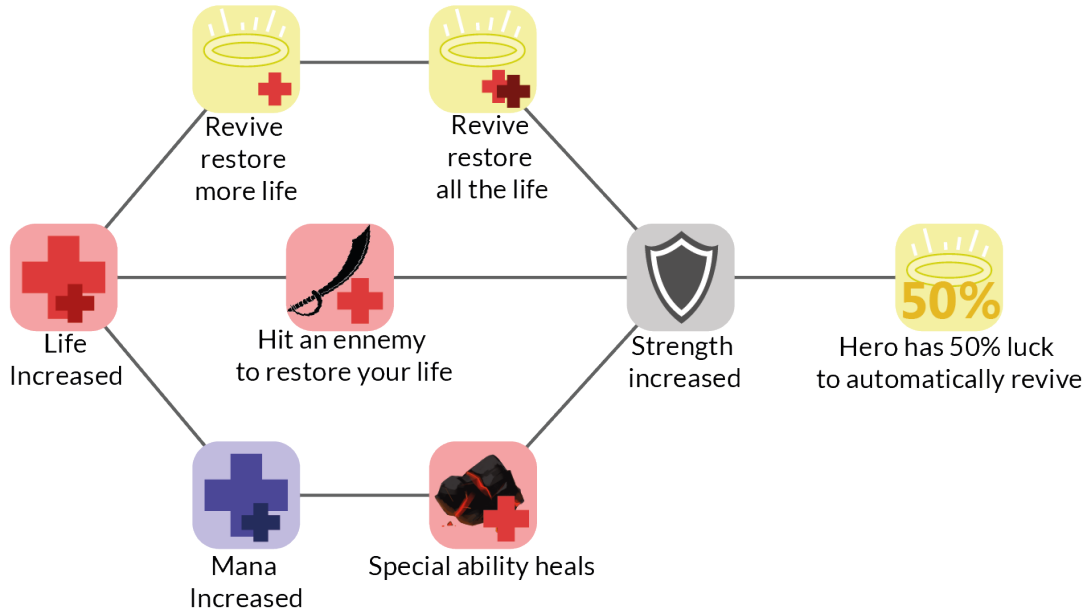 Revive
restore
more life
Revive
restore
all the life
Life
Increased
Hit an ennemy
to restore your life
Strength
increased
50%
Hero has 50% luck
to automatically revive
Mana
Increased
Special ability heals